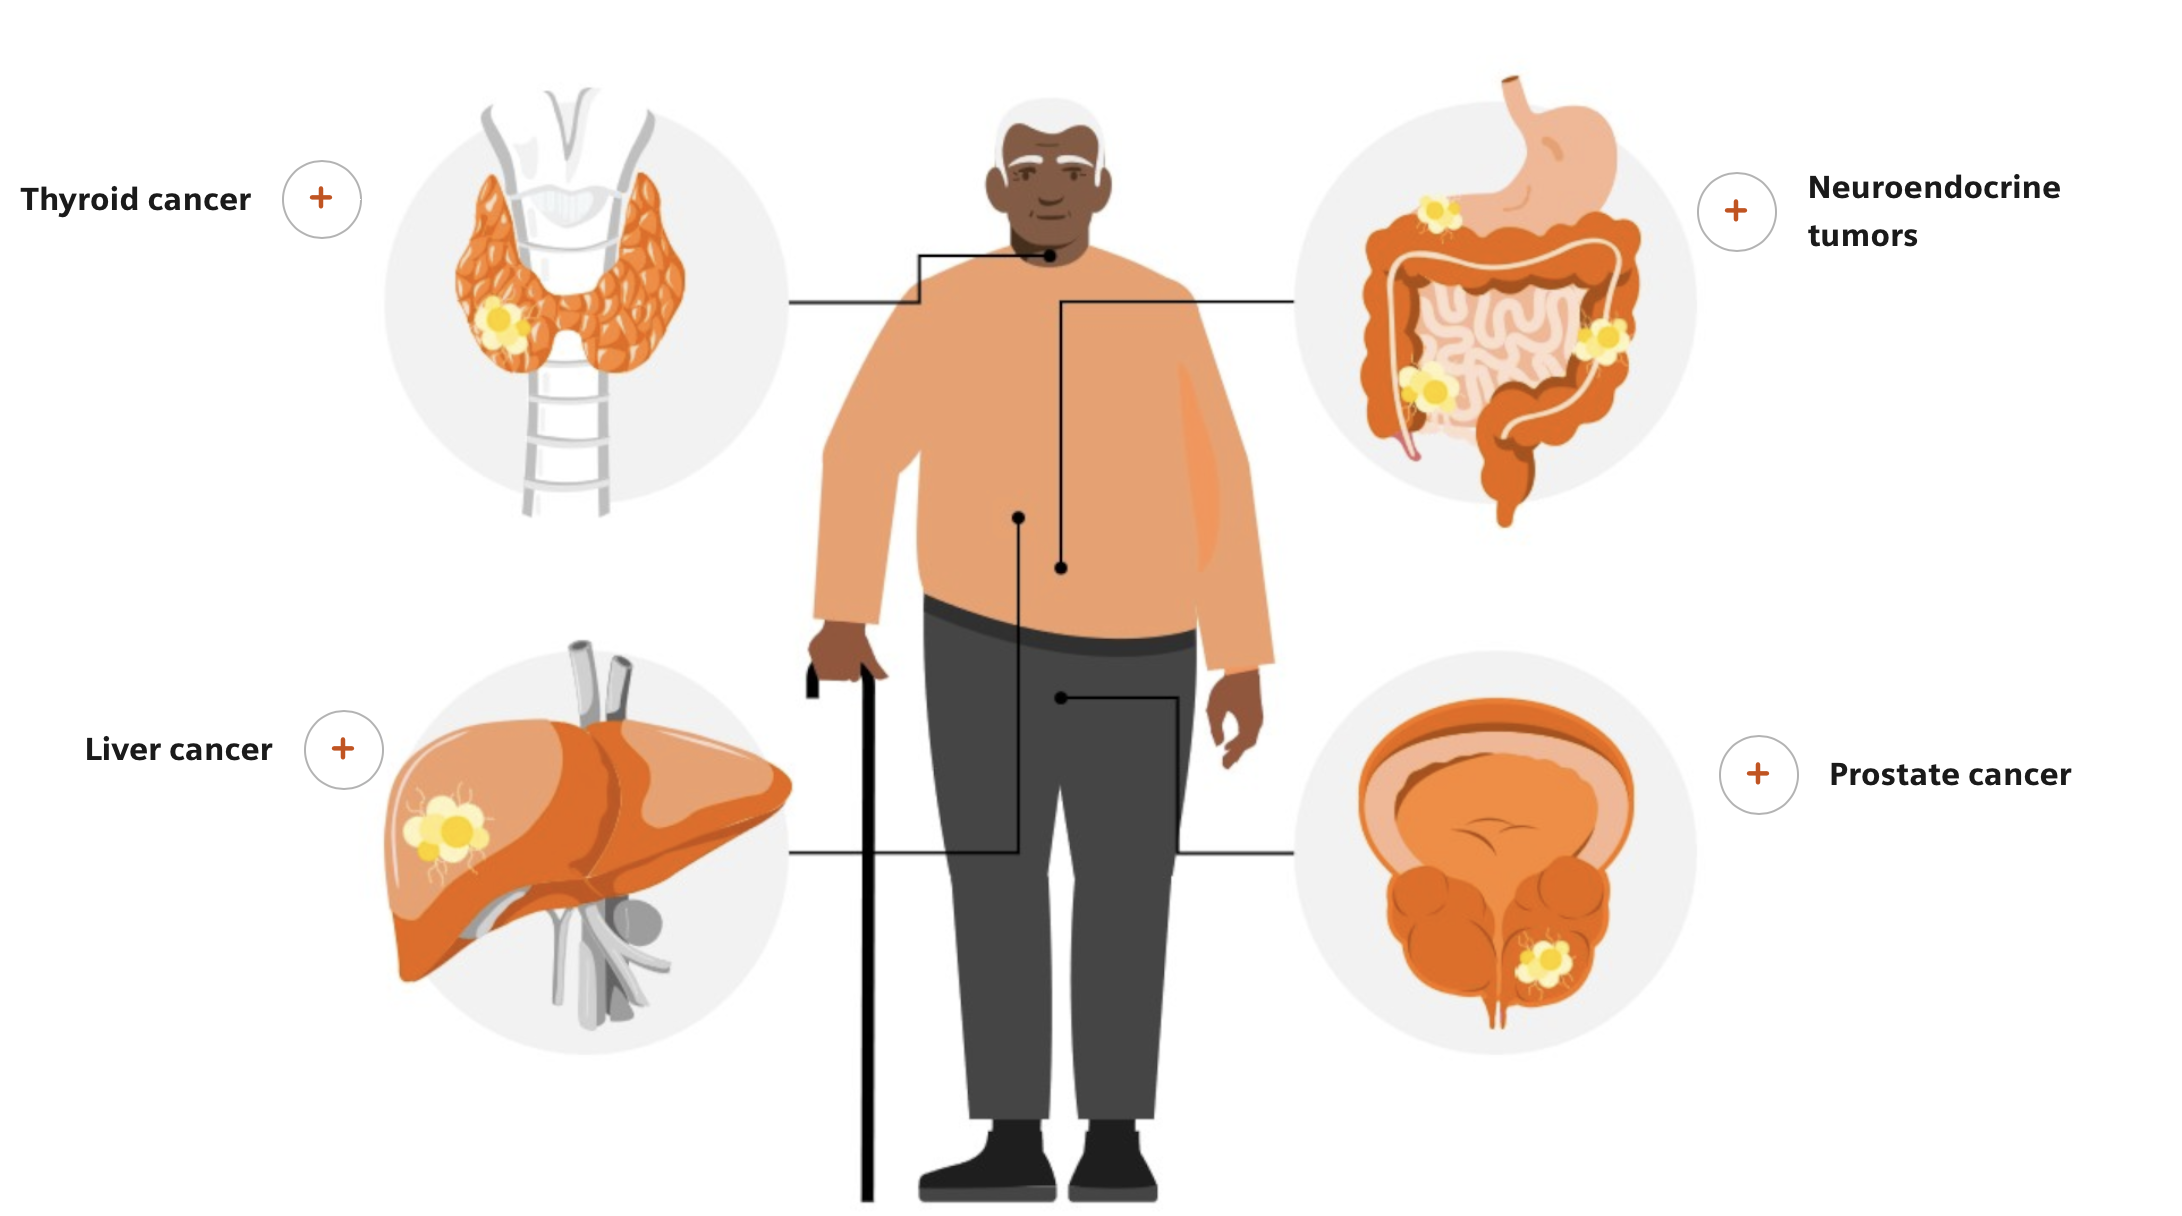 Thyroid cancer
Neuroendocrine
tumors
Liver cancer
Prostate cancer